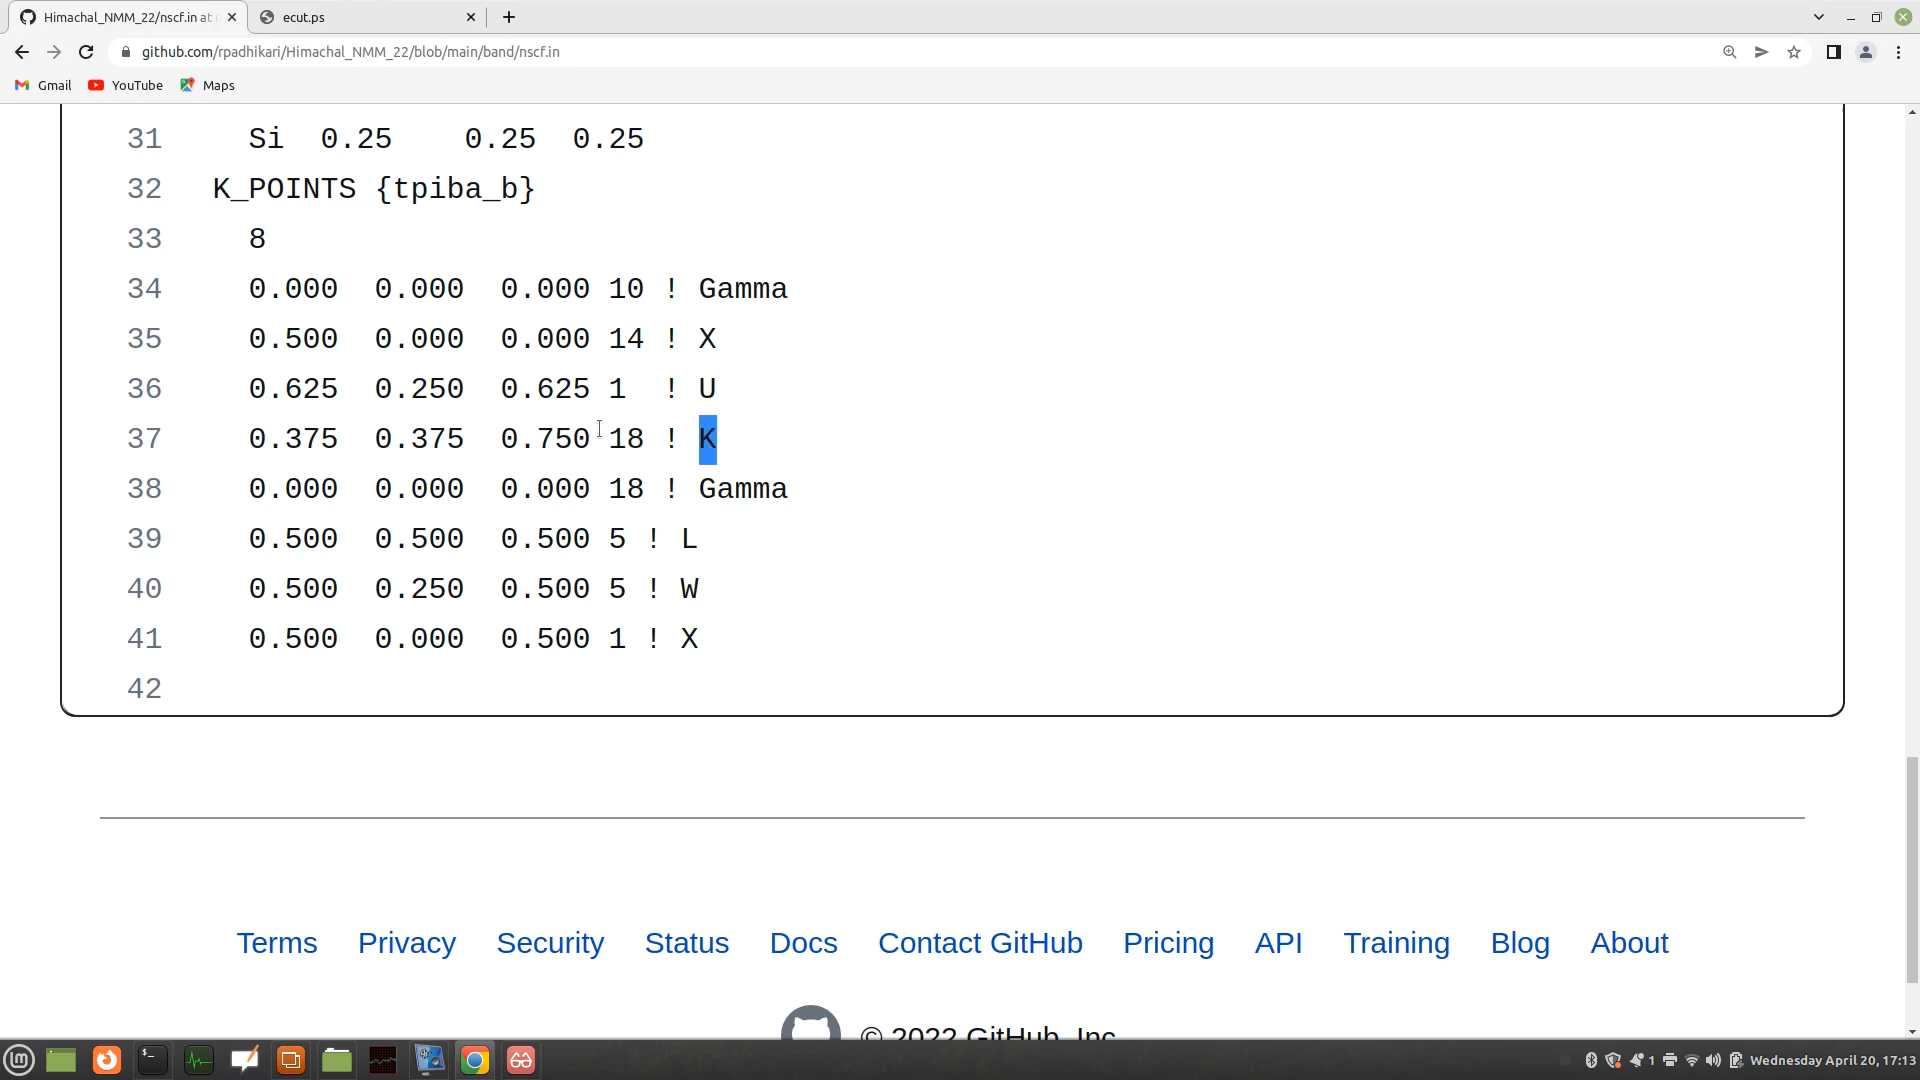 Himachal_NMM_22/nscf.in at
ecut.ps
github.com/rpadhikari/Himachal_NMM_22/blob/main/band/nscf.in
Gmail YouTube Maps
31 Si 0.25 0.25 0.25
32 K_POINTS {tpiba_b}
33 8
34 0.000 0.000 0.000 10 ! Gamma
35 0.500 0.000 0.000 14 ! X
36 0.625 0.250 0.625 1 ! U
37 0.375 0.375 0.750 18 ! K
38 0.000 0.000 0.000 18 ! Gamma
39 0.500 0.500 0.500 5 ! L
40 0.500 0.250 0.500 5 ! W
41 0.500 0.000 0.500 1 ! X
42
Terms Privacy Security Status Docs Contact GitHub Pricing API Training Blog About
© 2022 GitHub, Inc.
1 Wednesday April 20, 17:13